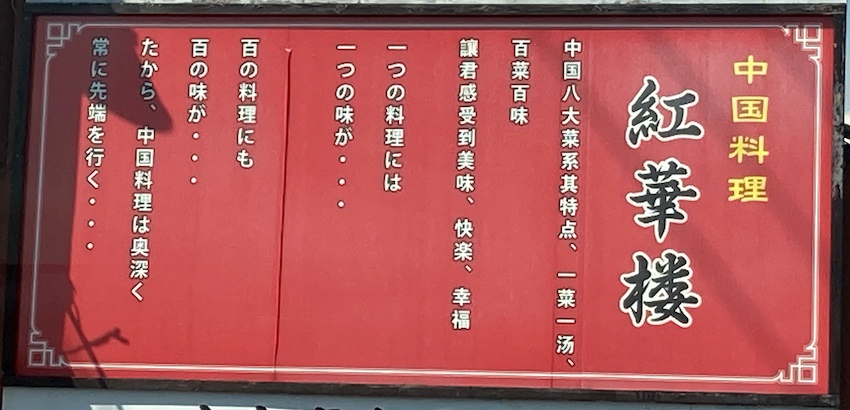 中国料理
紅華楼
中国八大菜系其特点、一菜一汤、
百菜百味
讓君感受到美味、快楽、幸福
一つの料理には
一つの味が・・・
百の料理にも
百の味が・・・
だから、中国料理は奥深く
常に先端を行く・・・